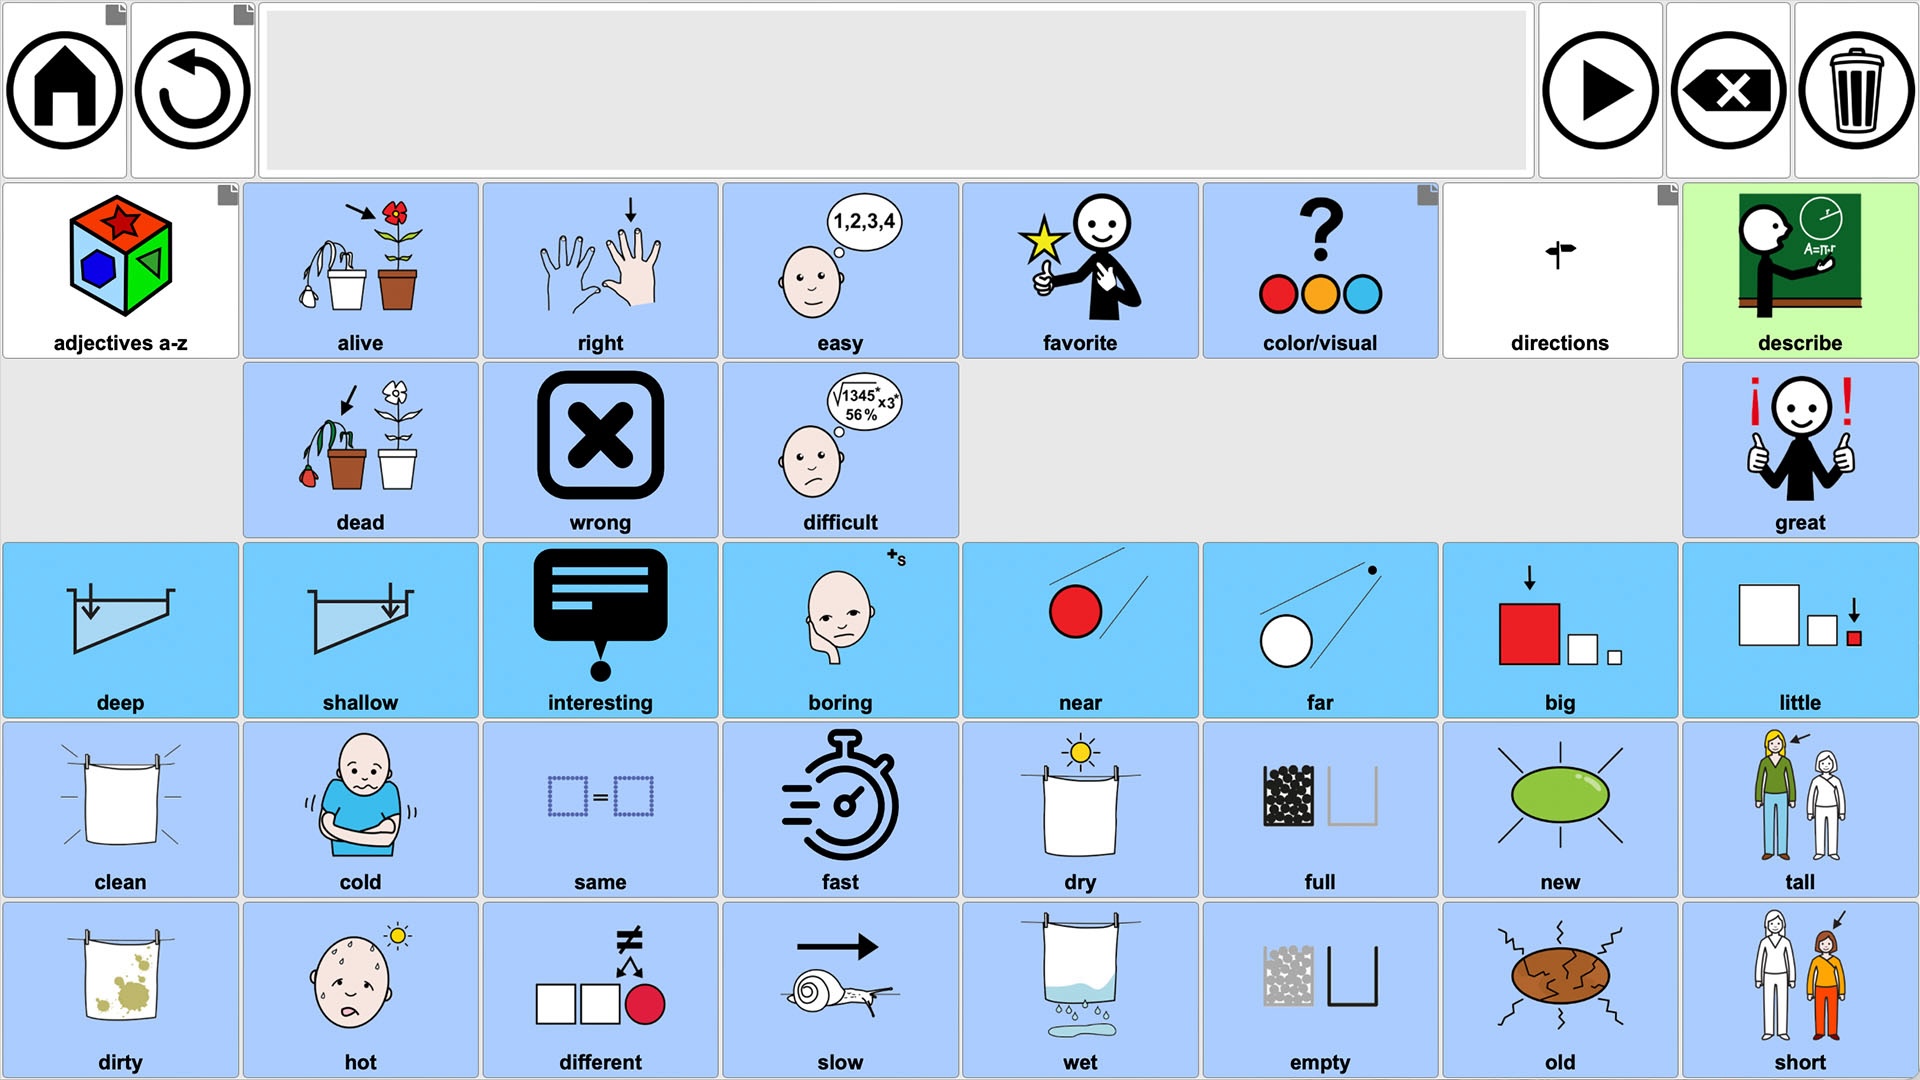 adjectives a-z
alive
1,2,3,4
easy
right
favorite
?
color/visual
directions
A=π·r
describe
dead
wrong
√1345* x3*
56%
difficult
¡ !
great
deep
shallow
interesting
+s
boring
near
far
big
little
clean
cold
=
same
fast
dry
full
new
tall
dirty
hot
≠
different
slow
wet
empty
old
short